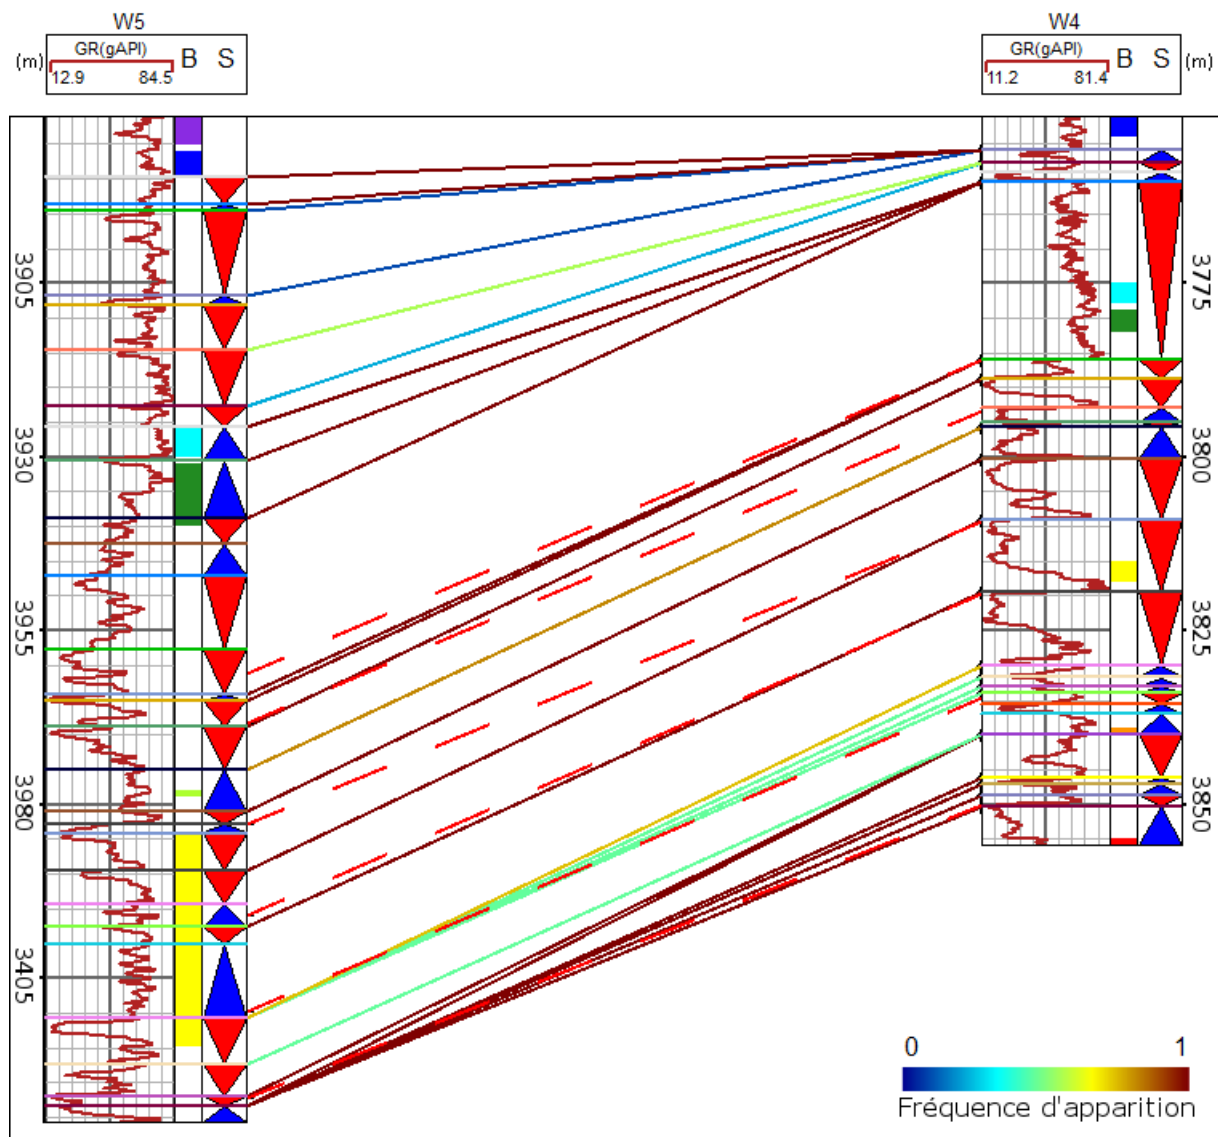 W5
W4
GR(gAPI)
B
S
12.9
84.5
(m)
GR(gAPI)
B
S
11.2
81.4
(m)
3905
3930
3955
3980
3405
3775
3800
3825
3850
0
1
Fréquence d'apparition